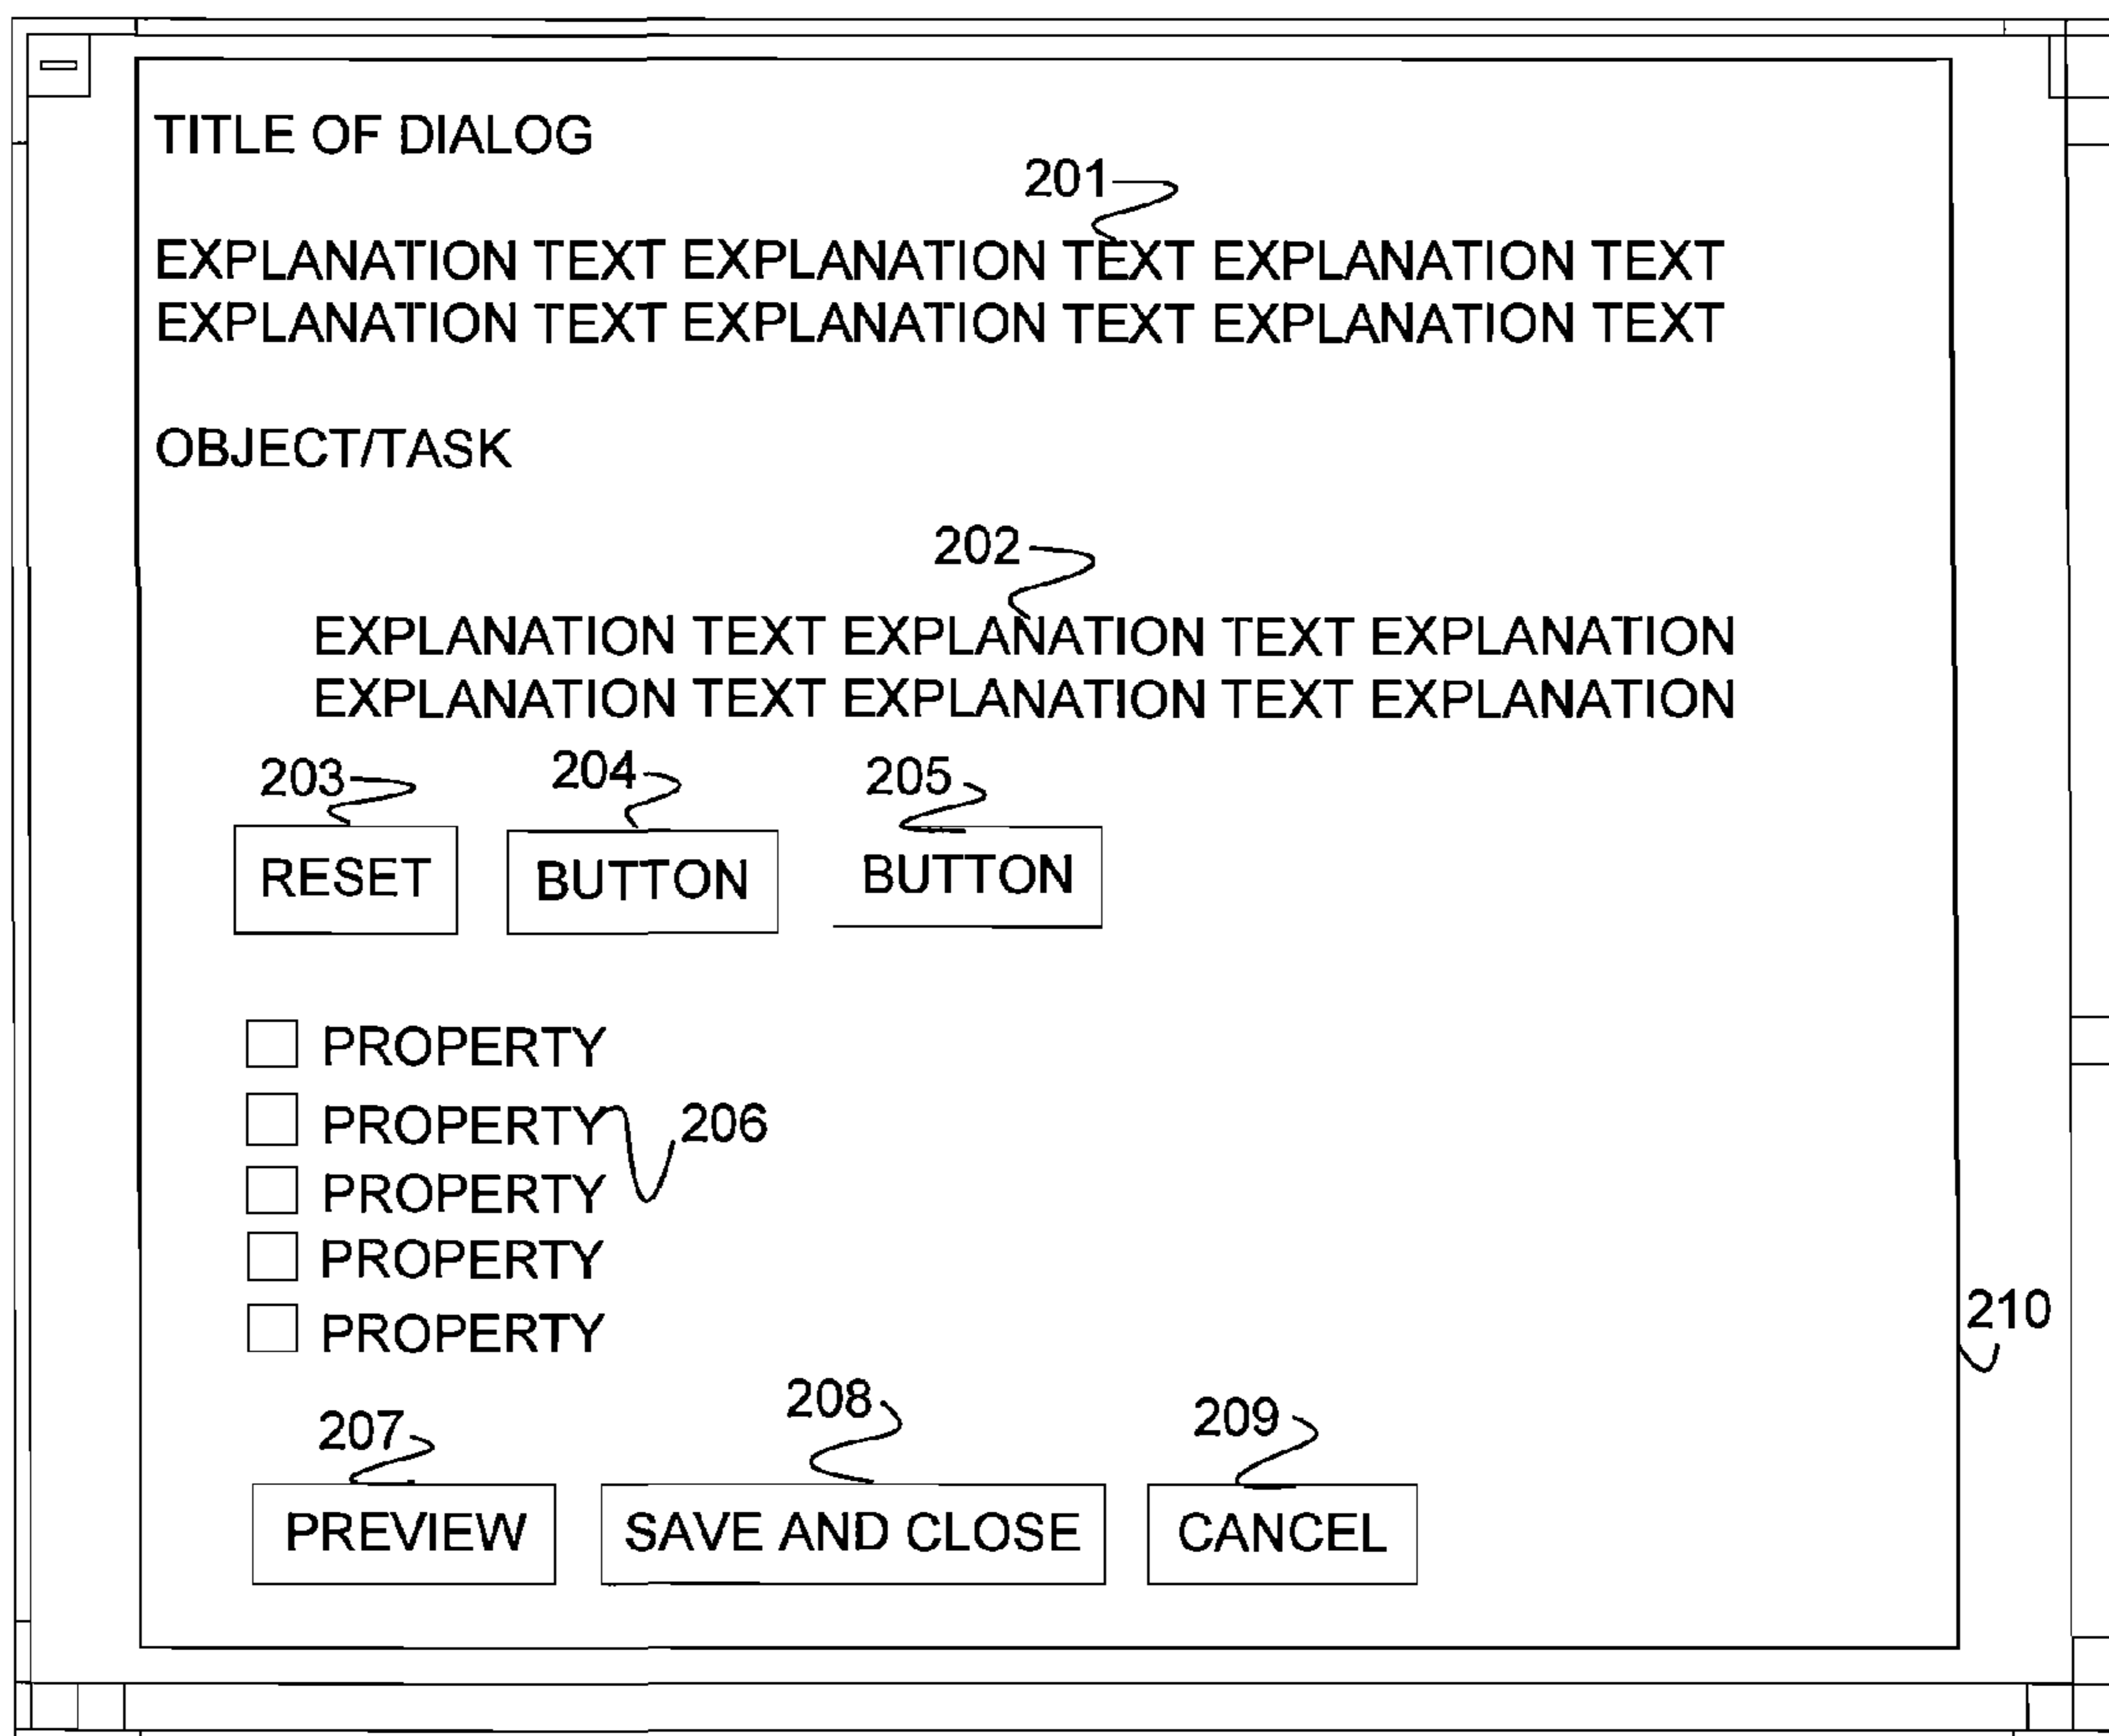 TITLE OF DIALOG
201
EXPLANATION TEXT EXPLANATION TEXT EXPLANATION TEXT
EXPLANATION TEXT EXPLANATION TEXT EXPLANATION TEXT
OBJECT/TASK
202
EXPLANATION TEXT EXPLANATION TEXT EXPLANATION
EXPLANATION TEXT EXPLANATION TEXT EXPLANATION
203 204 205
RESET BUTTON BUTTON
PROPERTY
PROPERTY 206
PROPERTY
PROPERTY
PROPERTY
210
207 208 209
PREVIEW SAVE AND CLOSE CANCEL